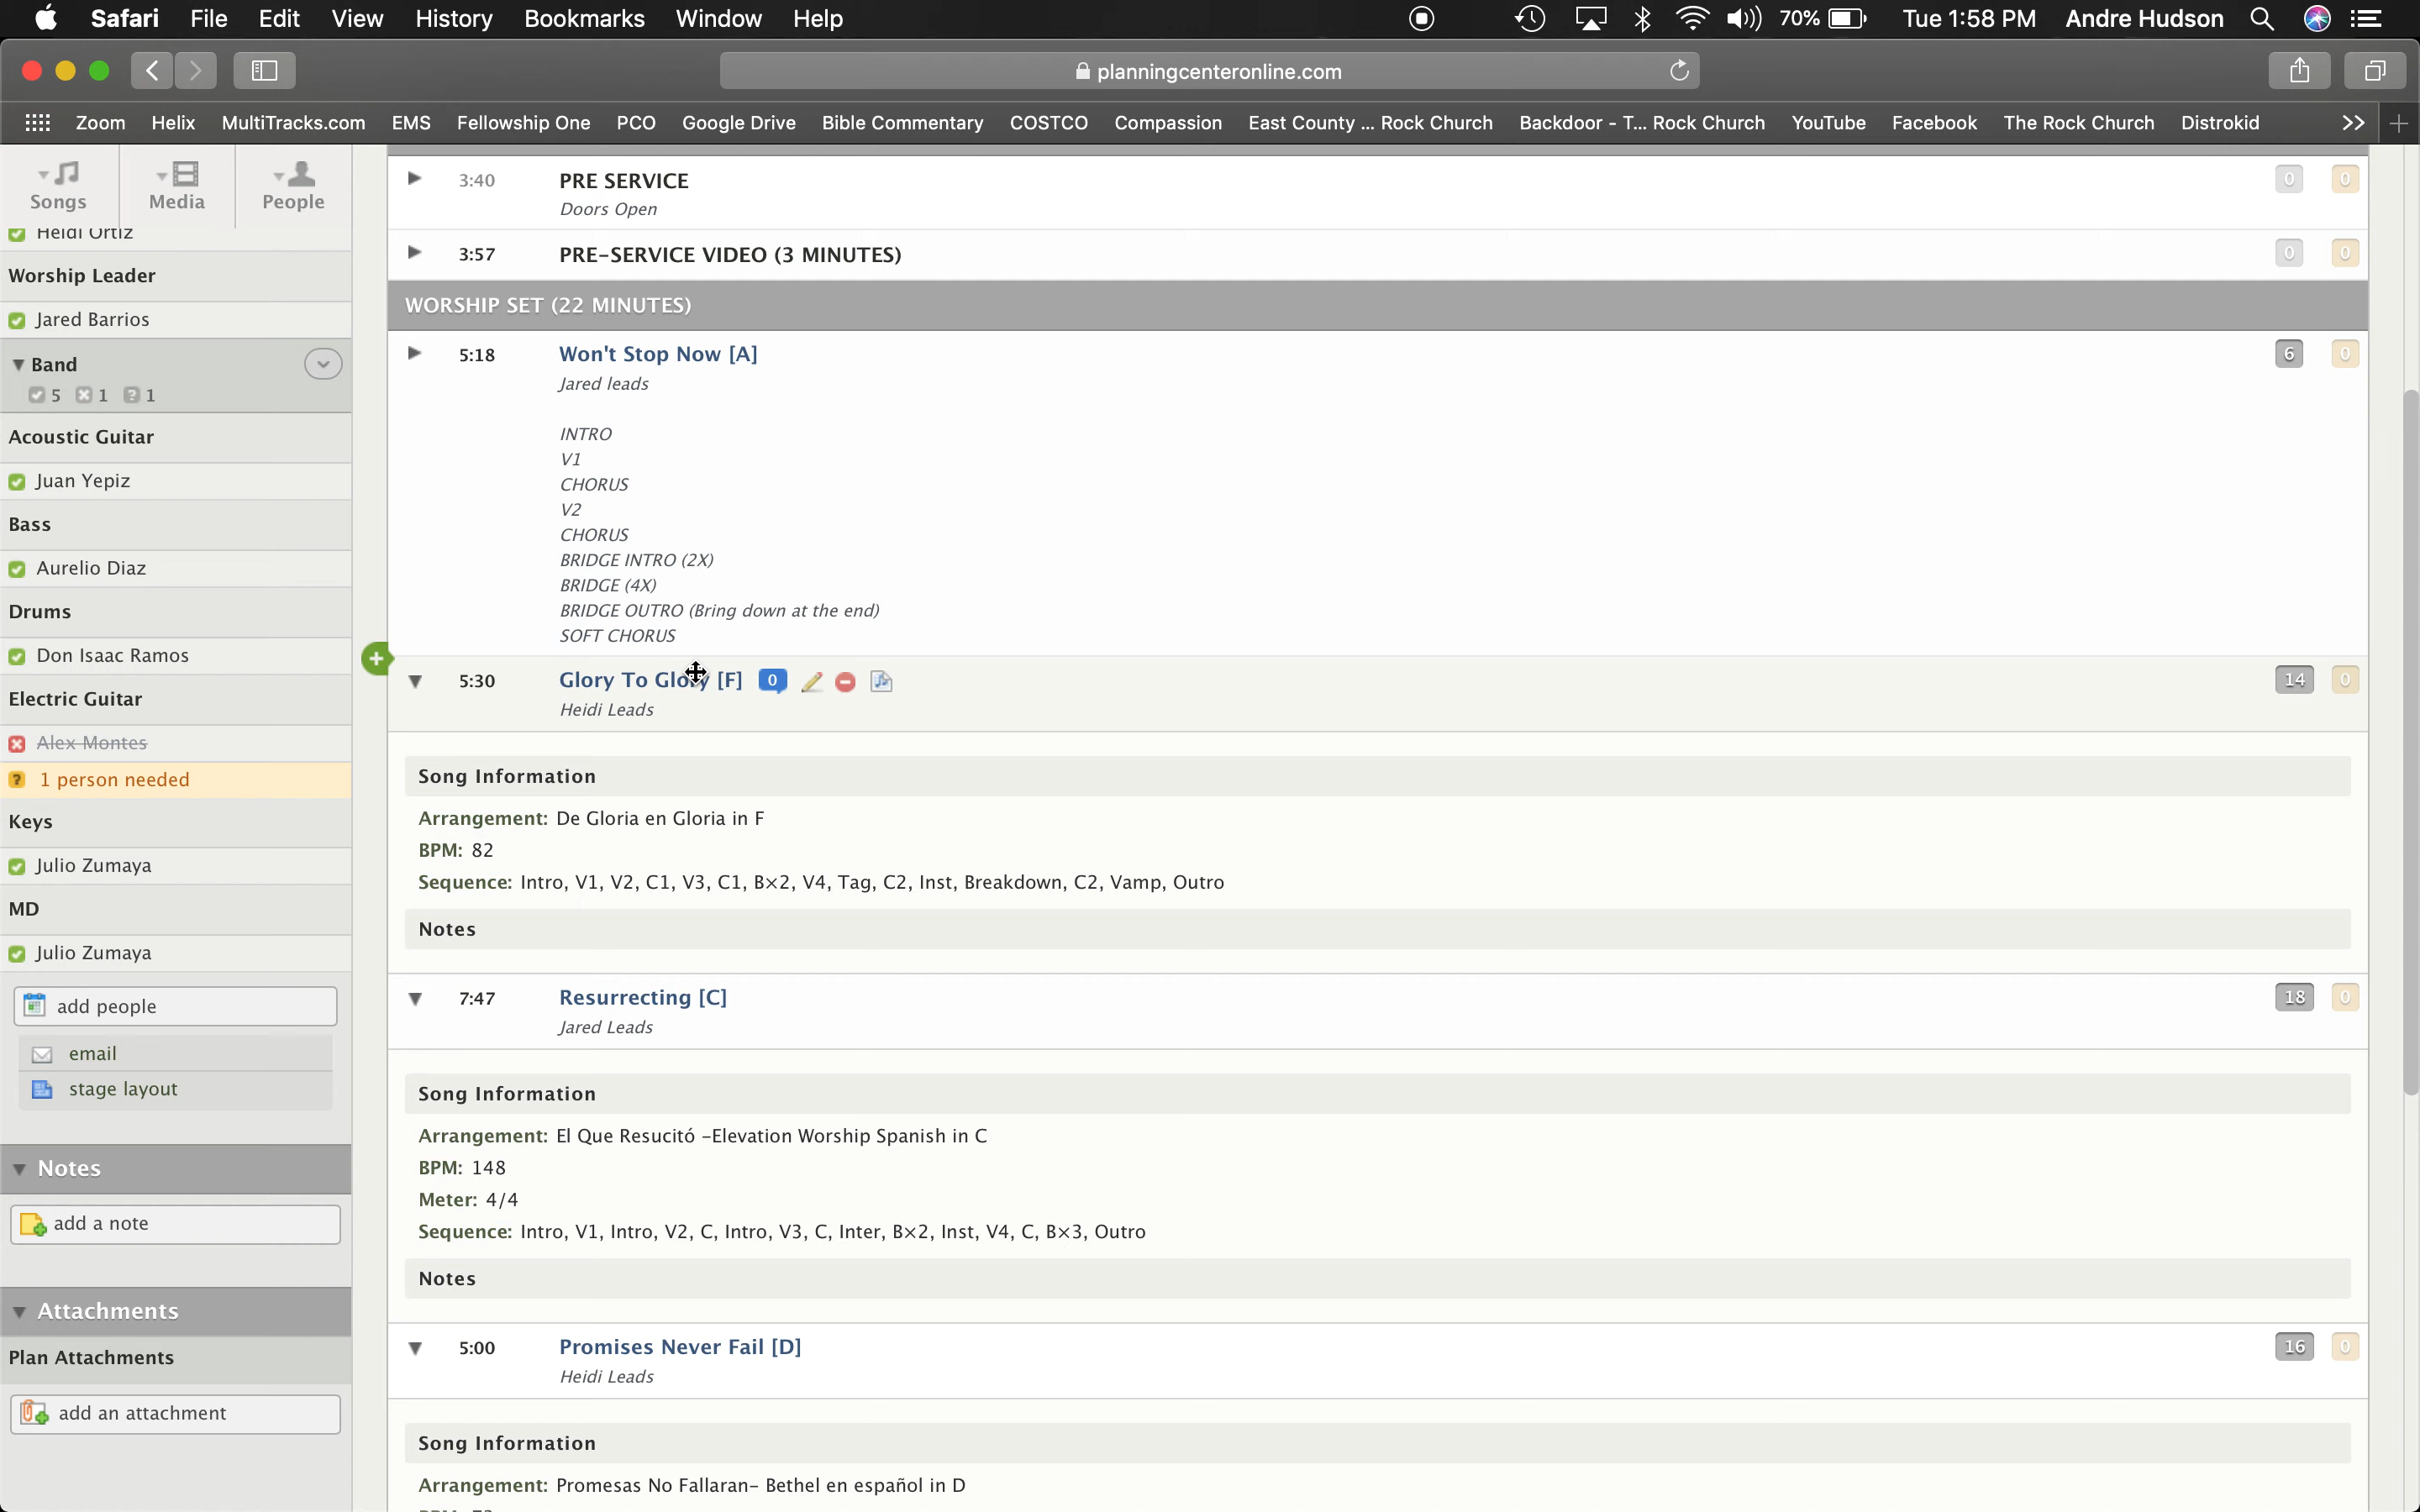 Safari File Edit View History Bookmarks Window Help 70% Tue 1:58 PM Andre Hudson
planningcenteronline.com
Zoom Helix MultiTracks.com EMS Fellowship One PCO Google Drive Bible Commentary COSTCO Compassion East County ... Rock Church Backdoor - T... Rock Church YouTube Facebook The Rock Church Distrokid
Songs Media People
Heidi Ortiz
Worship Leader
Jared Barrios
Band
5 1 ? 1
Acoustic Guitar
Juan Yepiz
Bass
Aurelio Diaz
Drums
Don Isaac Ramos
Electric Guitar
Alex Montes
? 1 person needed
Keys
Julio Zumaya
MD
Julio Zumaya
add people
email
stage layout
Notes
add a note
Attachments
Plan Attachments
add an attachment
3:40 PRE SERVICE 0 0
Doors Open
3:57 PRE-SERVICE VIDEO (3 MINUTES) 0 0
WORSHIP SET (22 MINUTES)
5:18 Won't Stop Now [A] 6 0
Jared leads
INTRO
V1
CHORUS
V2
CHORUS
BRIDGE INTRO (2X)
BRIDGE (4X)
BRIDGE OUTRO (Bring down at the end)
SOFT CHORUS
5:30 Glory To Glory [F] 0 14 0
Heidi Leads
Song Information
Arrangement: De Gloria en Gloria in F
BPM: 82
Sequence: Intro, V1, V2, C1, V3, C1, B×2, V4, Tag, C2, Inst, Breakdown, C2, Vamp, Outro
Notes
7:47 Resurrecting [C] 18 0
Jared Leads
Song Information
Arrangement: El Que Resucitó -Elevation Worship Spanish in C
BPM: 148
Meter: 4/4
Sequence: Intro, V1, Intro, V2, C, Intro, V3, C, Inter, B×2, Inst, V4, C, B×3, Outro
Notes
5:00 Promises Never Fail [D] 16 0
Heidi Leads
Song Information
Arrangement: Promesas No Fallaran- Bethel en español in D